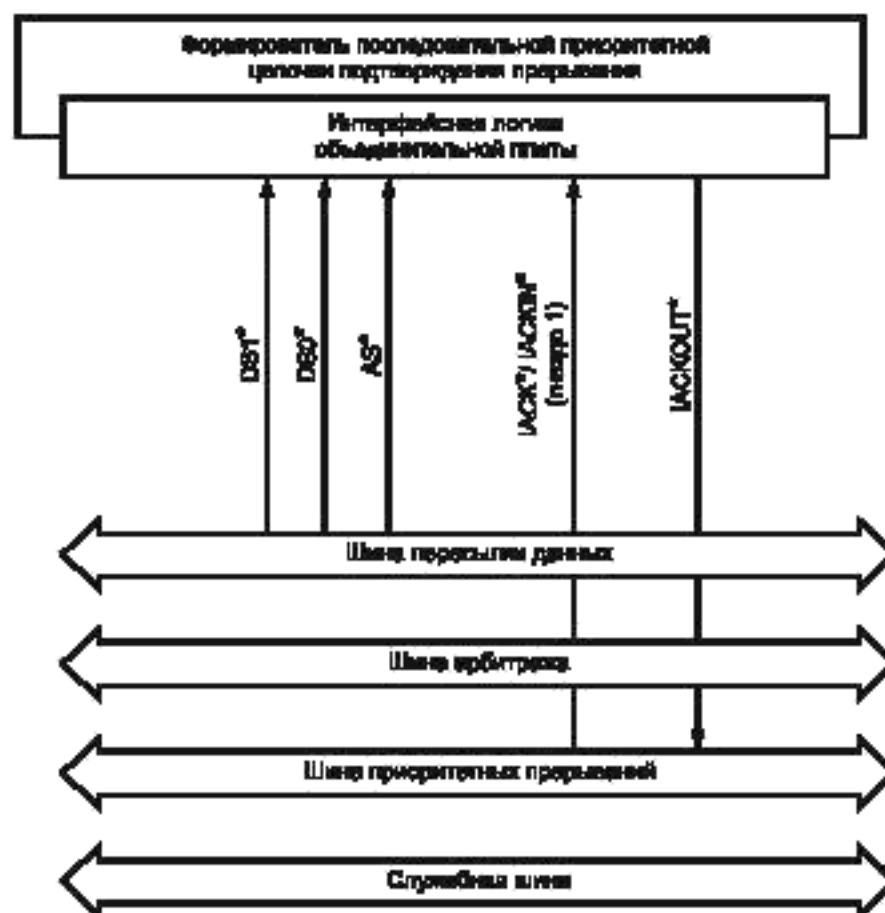 Формирователь последовательной приоритетной
цепочки подтверждения прерывания
Интерфейсная логика
объединительной платы
DS1*
DS0*
AS*
IACK*/ IACKIN*
(гнездо 1)
IACKOUT*
Шина пересылки данных
Шина арбитража
Шина приоритетных прерываний
Служебная шина